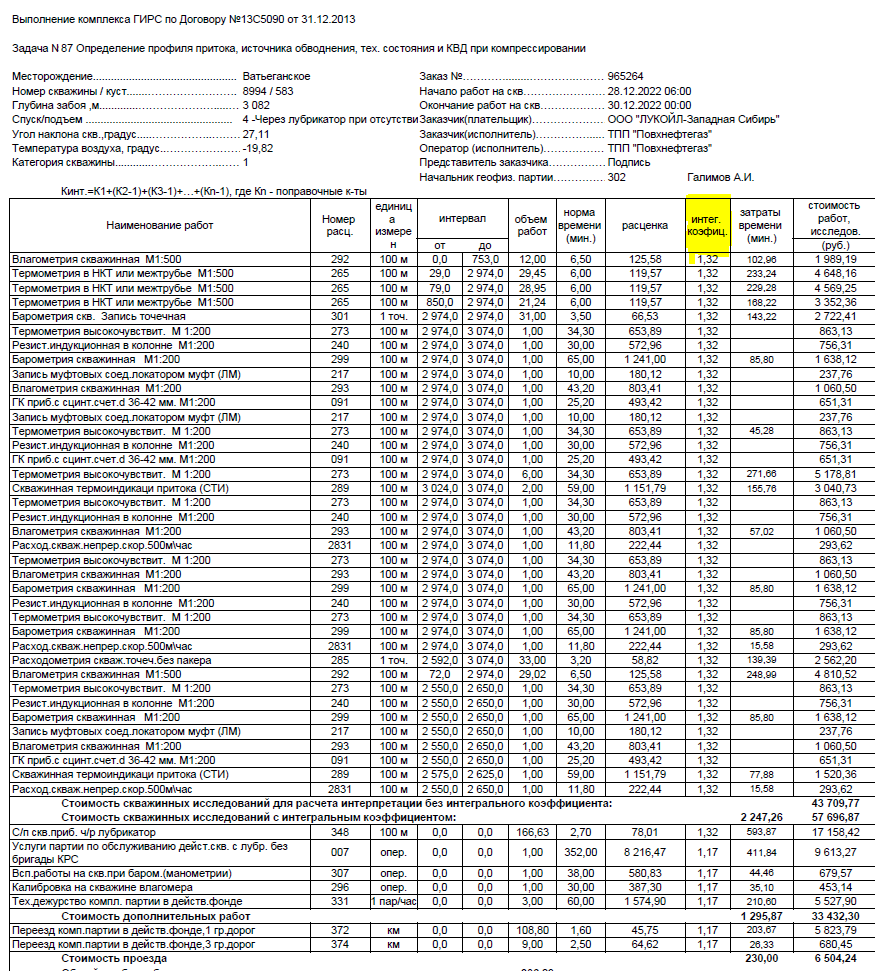 Выполнение комплекса ГИРС по Договору №13С5090 от 31.12.2013
Задача N 87 Определение профиля притока, источника обводнения, тех. состояния и КВД при компрессировании
Месторождение................................................ Ватьеганское Заказ №…………………………………… 965264
Номер скважины / куст.......………………………. 8994 / 583 Начало работ на скв.……………………. 28.12.2022 06:00
Глубина забоя ,м............………………………..... 3 082 Окончание работ на скв.………………… 30.12.2022 00:00
Спуск/подъем ................................................. 4 -Через лубрикатор при отсутстви Заказчик(плательщик)…………………… ООО "ЛУКОЙЛ-Западная Сибирь"
Угол наклона скв.,градус...………………………. 27,11 Заказчик(исполнитель)…………………. ТПП "Повхнефтегаз"
Температура воздуха, градус…………………….. -19,82 Оператор (исполнитель)………………… ТПП "Повхнефтегаз"
Категория скважины............……………………… 1 Представитель заказчика……………… Подпись
Начальник геофиз. партии…………… 302 Галимов А.И.
Кинт.=К1+(К2-1)+(К3-1)+…+(Кn-1), где Кn - поправочные к-ты
Наименование работ Номер расц. единица измерен интервал от до объем работ норма времени (мин.) расценка интег. коэфиц. затраты времени (мин.) стоимость работ, исследов. (руб.)
Влагометрия скважинная М1:500 292 100 м 0,0 753,0 12,00 6,50 125,58 1,32 102,96 1 989,19
Термометрия в НКТ или межтрубье М1:500 265 100 м 29,0 2 974,0 29,45 6,00 119,57 1,32 233,24 4 648,16
Термометрия в НКТ или межтрубье М1:500 265 100 м 79,0 2 974,0 28,95 6,00 119,57 1,32 229,28 4 569,25
Термометрия в НКТ или межтрубье М1:500 265 100 м 850,0 2 974,0 21,24 6,00 119,57 1,32 168,22 3 352,36
Барометрия скв. Запись точечная 301 1 точ. 2 974,0 3 074,0 31,00 3,50 66,53 1,32 143,22 2 722,41
Термометрия высокочувствит. М 1:200 273 100 м 2 974,0 3 074,0 1,00 34,30 653,89 1,32 863,13
Резист.индукционная в колонне М1:200 240 100 м 2 974,0 3 074,0 1,00 30,00 572,96 1,32 756,31
Барометрия скважинная М1:200 299 100 м 2 974,0 3 074,0 1,00 65,00 1 241,00 1,32 85,80 1 638,12
Запись муфтовых соед.локатором муфт (ЛМ) 217 100 м 2 974,0 3 074,0 1,00 10,00 180,12 1,32 237,76
Влагометрия скважинная М1:200 293 100 м 2 974,0 3 074,0 1,00 43,20 803,41 1,32 1 060,50
ГК приб.с сцинт.счет.d 36-42 мм. М1:200 091 100 м 2 974,0 3 074,0 1,00 25,20 493,42 1,32 651,31
Запись муфтовых соед.локатором муфт (ЛМ) 217 100 м 2 974,0 3 074,0 1,00 10,00 180,12 1,32 237,76
Термометрия высокочувствит. М 1:200 273 100 м 2 974,0 3 074,0 1,00 34,30 653,89 1,32 45,28 863,13
Резист.индукционная в колонне М1:200 240 100 м 2 974,0 3 074,0 1,00 30,00 572,96 1,32 756,31
ГК приб.с сцинт.счет.d 36-42 мм. М1:200 091 100 м 2 974,0 3 074,0 1,00 25,20 493,42 1,32 651,31
Термометрия высокочувствит. М 1:200 273 100 м 2 974,0 3 074,0 6,00 34,30 653,89 1,32 271,66 5 178,81
Скважинная термоиндикаци притока (СТИ) 289 100 м 3 024,0 3 074,0 2,00 59,00 1 151,79 1,32 155,76 3 040,73
Термометрия высокочувствит. М 1:200 273 100 м 2 974,0 3 074,0 1,00 34,30 653,89 1,32 863,13
Резист.индукционная в колонне М1:200 240 100 м 2 974,0 3 074,0 1,00 30,00 572,96 1,32 756,31
Влагометрия скважинная М1:200 293 100 м 2 974,0 3 074,0 1,00 43,20 803,41 1,32 57,02 1 060,50
Расход.скваж.непрер.скор.500м\час 2831 100 м 2 974,0 3 074,0 1,00 11,80 222,44 1,32 293,62
Термометрия высокочувствит. М 1:200 273 100 м 2 974,0 3 074,0 1,00 34,30 653,89 1,32 863,13
Влагометрия скважинная М1:200 293 100 м 2 974,0 3 074,0 1,00 43,20 803,41 1,32 1 060,50
Барометрия скважинная М1:200 299 100 м 2 974,0 3 074,0 1,00 65,00 1 241,00 1,32 85,80 1 638,12
Резист.индукционная в колонне М1:200 240 100 м 2 974,0 3 074,0 1,00 30,00 572,96 1,32 756,31
Термометрия высокочувствит. М 1:200 273 100 м 2 974,0 3 074,0 1,00 34,30 653,89 1,32 863,13
Барометрия скважинная М1:200 299 100 м 2 974,0 3 074,0 1,00 65,00 1 241,00 1,32 85,80 1 638,12
Расход.скваж.непрер.скор.500м\час 2831 100 м 2 974,0 3 074,0 1,00 11,80 222,44 1,32 15,58 293,62
Расходометрия скваж.точеч.без пакера 285 1 точ. 2 592,0 3 074,0 33,00 3,20 58,82 1,32 139,39 2 562,20
Влагометрия скважинная М1:500 292 100 м 72,0 2 974,0 29,02 6,50 125,58 1,32 248,99 4 810,52
Термометрия высокочувствит. М 1:200 273 100 м 2 550,0 2 650,0 1,00 34,30 653,89 1,32 863,13
Резист.индукционная в колонне М1:200 240 100 м 2 550,0 2 650,0 1,00 30,00 572,96 1,32 756,31
Барометрия скважинная М1:200 299 100 м 2 550,0 2 650,0 1,00 65,00 1 241,00 1,32 85,80 1 638,12
Запись муфтовых соед.локатором муфт (ЛМ) 217 100 м 2 550,0 2 650,0 1,00 10,00 180,12 1,32 237,76
Влагометрия скважинная М1:200 293 100 м 2 550,0 2 650,0 1,00 43,20 803,41 1,32 1 060,50
ГК приб.с сцинт.счет.d 36-42 мм. М1:200 091 100 м 2 550,0 2 650,0 1,00 25,20 493,42 1,32 651,31
Скважинная термоиндикаци притока (СТИ) 289 100 м 2 575,0 2 625,0 1,00 59,00 1 151,79 1,32 77,88 1 520,36
Расход.скваж.непрер.скор.500м\час 2831 100 м 2 550,0 2 650,0 1,00 11,80 222,44 1,32 15,58 293,62
Стоимость скважинных исследований для расчета интерпретации без интегрального коэффициента: 43 709,77
Стоимость скважинных исследований с интегральным коэффициентом: 2 247,26 57 696,87
С/п скв.приб. ч/р лубрикатор 348 100 м 0,0 0,0 166,63 2,70 78,01 1,32 593,87 17 158,42
Услуги партии по обслуживанию дейст.скв. с лубр. без бригады КРС 007 опер. 0,0 0,0 1,00 352,00 8 216,47 1,17 411,84 9 613,27
Всп.работы на скв.при баром.(манометрии) 307 опер. 0,0 0,0 1,00 38,00 580,83 1,17 44,46 679,57
Калибровка на скважине влагомера 296 опер. 0,0 0,0 1,00 30,00 387,30 1,17 35,10 453,14
Тех.дежурство компл. партии в действ.фонде 331 1 пар/час 0,0 0,0 3,00 60,00 1 574,90 1,17 210,60 5 527,90
Стоимость дополнительных работ 1 295,87 33 432,30
Переезд комп.партии в действ.фонде,1 гр.дорог 372 км 0,0 0,0 108,80 1,60 45,75 1,17 203,67 5 823,79
Переезд комп.партии в действ.фонде,3 гр.дорог 374 км 0,0 0,0 9,00 2,50 64,62 1,17 26,33 680,45
Стоимость проезда 230,00 6 504,24